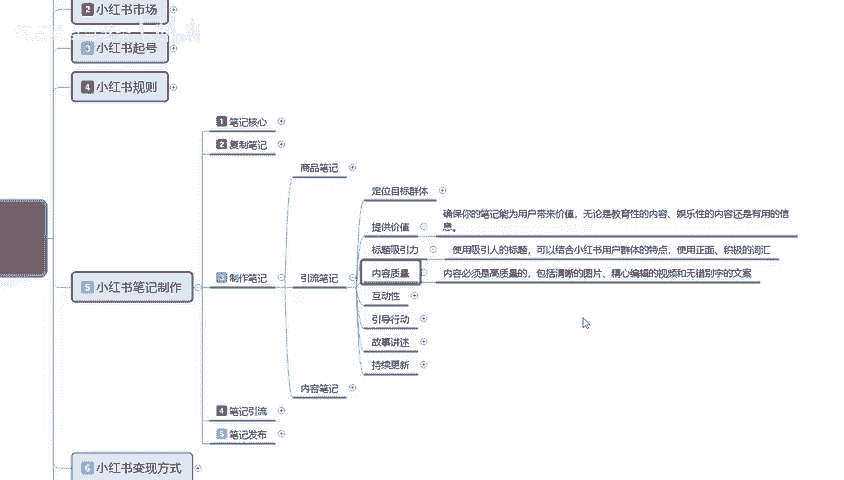 2 小红书市场
3 小红书起号
4 小红书规则
1 笔记核心
2 复制笔记
商品笔记
定位目标群体
确保你的笔记能为用户带来价值，无论是教育性的内容、娱乐性的内容还是有用的信
提供价值
息。
标题吸引力
使用吸引人的标题，可以结合小红书用户群体的特点，使用正面、积极的词汇
5 小红书笔记制作
3 制作笔记
引流笔记
内容质量
内容必须是高质量的，包括清晰的图片、精心编辑的视频和无错别字的文案
互动性
引导行动
故事讲述
持续更新
内容笔记
4 笔记引流
5 笔记发布
6 小红书变现方式